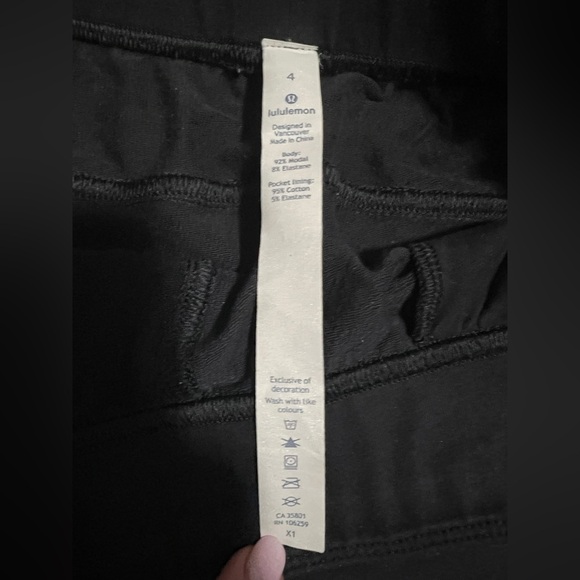 4
lululemon
Designed in
Vancouver
Made in China
Body:
92% Modal
8% Elastane
Pocket lining:
95% Cotton
5% Elastane
Exclusive of
decoration
Wash with like
colours
CA 35801
RN 106259
X1